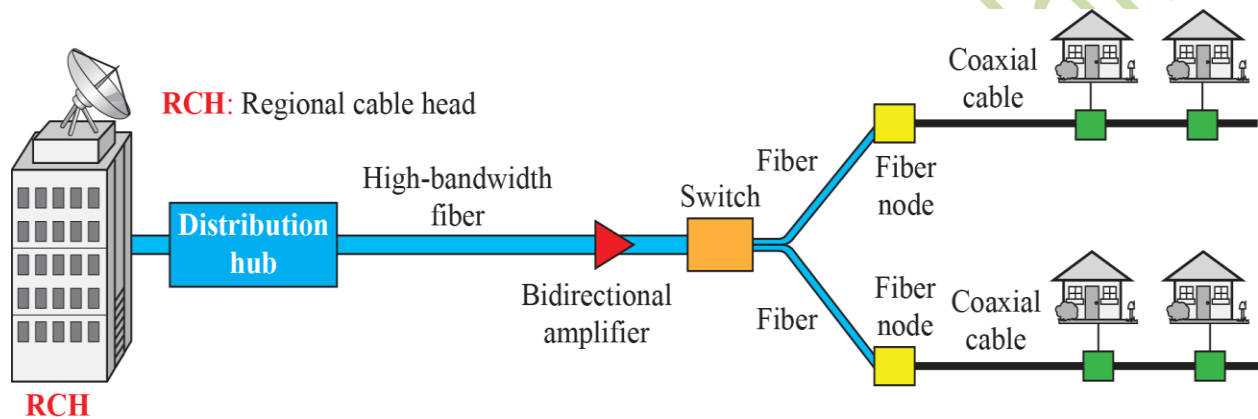 RCH: Regional cable head
RCH
Distribution
hub
High-bandwidth
fiber
Bidirectional
amplifier
Switch
Fiber
Fiber
node
Coaxial
cable
Fiber
Fiber
node
Coaxial
cable